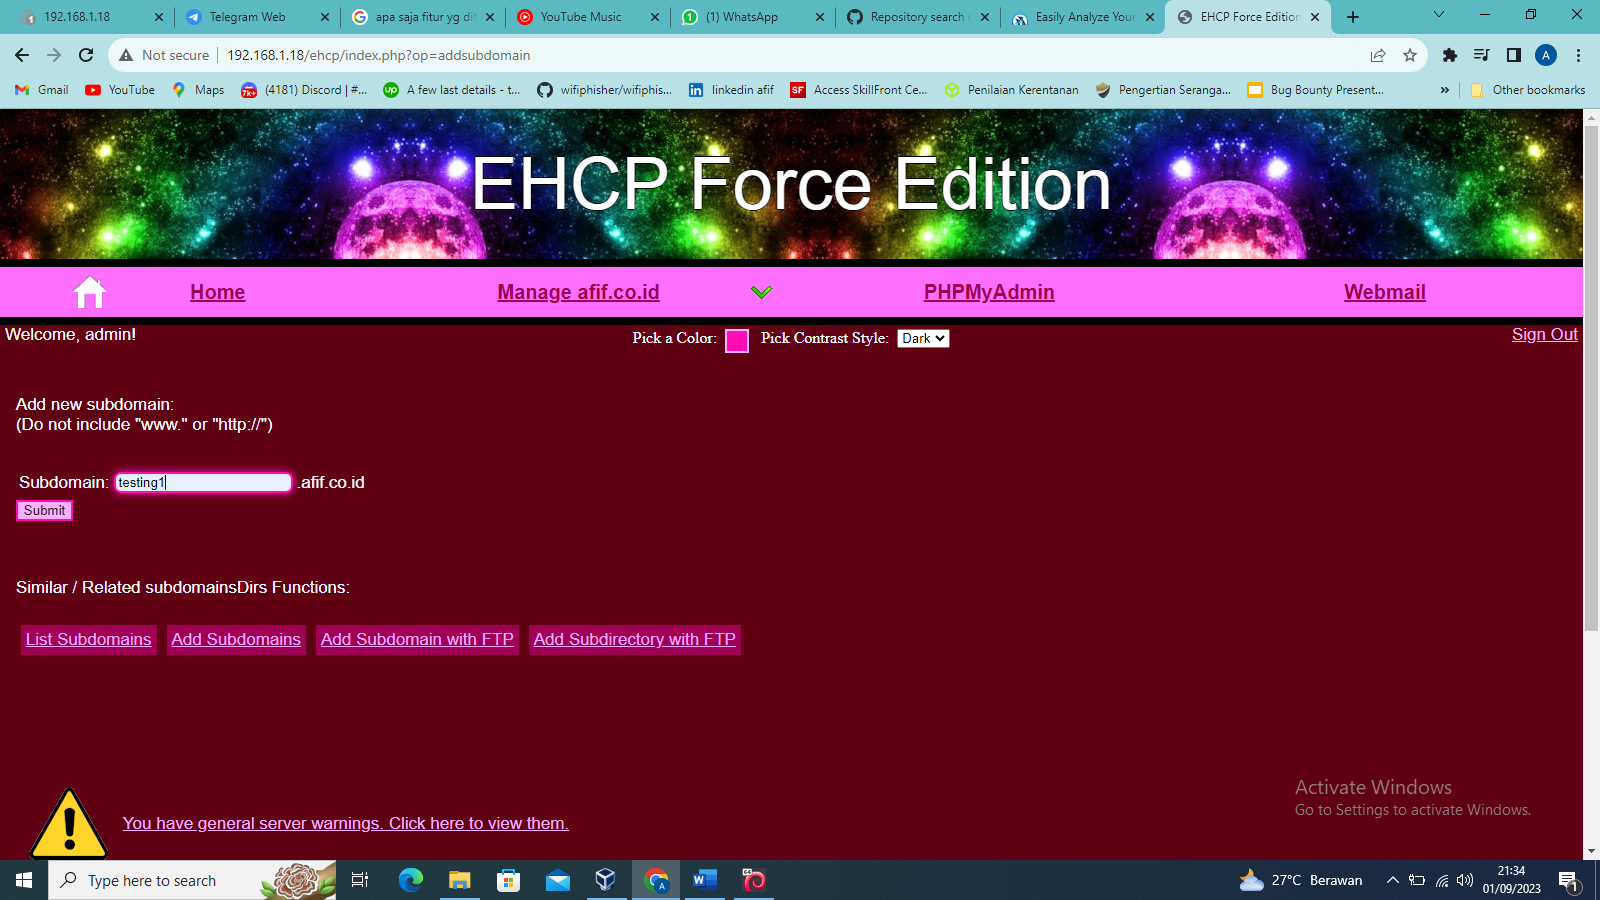 192.168.1.18
Telegram Web
apa saja fitur yg dit
YouTube Music
(1) WhatsApp
Repository search r
Easily Analyze Your
EHCP Force Edition
Not secure
192.168.1.18/ehcp/index.php?op=addsubdomain
A
Gmail
YouTube
Maps
7k+
(4181) Discord | #...
up
A few last details - t...
wifiphisher/wifiphis...
linkedin afif
SF
Access SkillFront Ce...
Penilaian Kerentanan
Pengertian Seranga...
Bug Bounty Present...
»
Other bookmarks
EHCP Force Edition
Home
Manage afif.co.id
PHPMyAdmin
Webmail
Welcome, admin!
Pick a Color:
Pick Contrast Style:
Dark
Sign Out
Add new subdomain:
(Do not include "www." or "http://")
Subdomain: testing1 .afif.co.id
Submit
Similar / Related subdomainsDirs Functions:
List Subdomains
Add Subdomains
Add Subdomain with FTP
Add Subdirectory with FTP
Activate Windows
Go to Settings to activate Windows.
You have general server warnings. Click here to view them.
Type here to search
27°C Berawan
21:34
01/09/2023
1